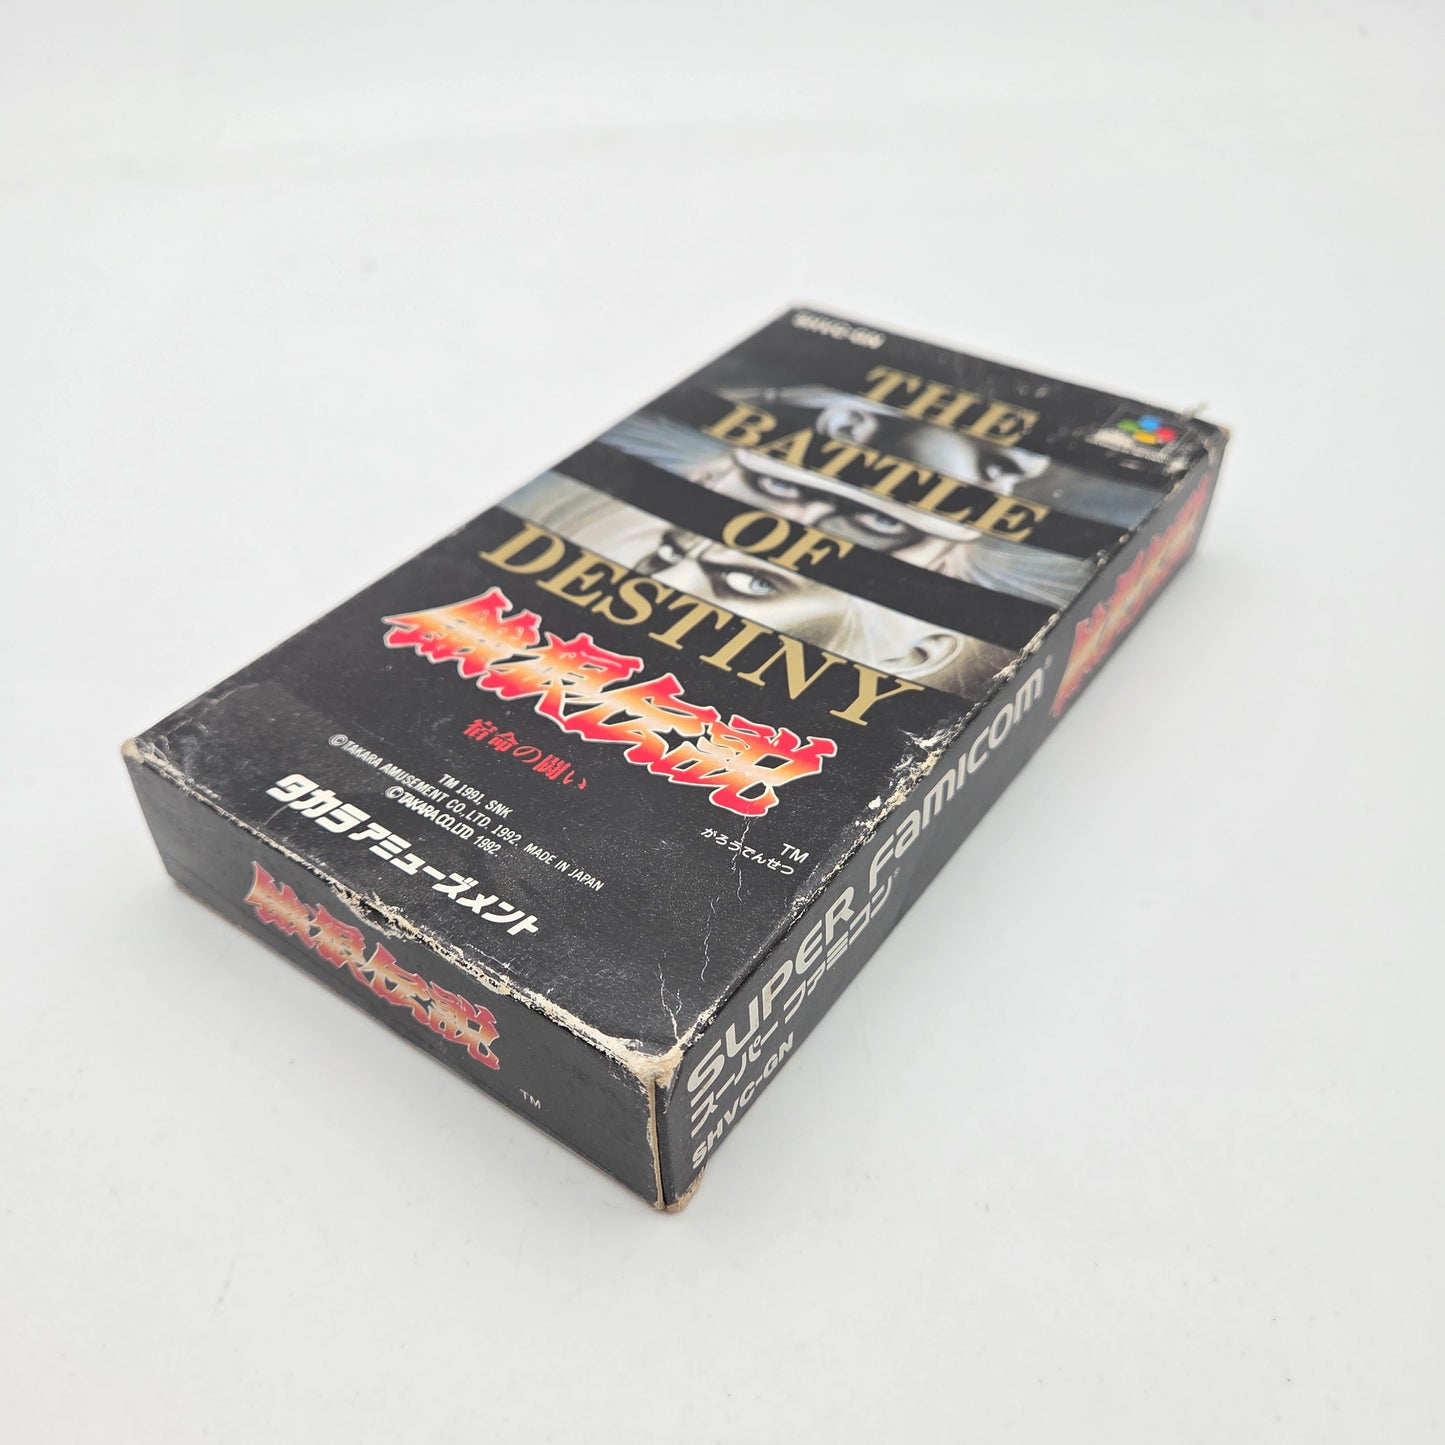 SHVC-GN
THE
BATTLE
OF
DESTINY
餓狼伝説
TM
宿命の闘い
がろうでんせつ
TM 1991, SNK
©TAKARA AMUSEMENT CO., LTD. 1992. MADE IN JAPAN
©TAKARA CO., LTD. 1992.
タカラアミューズメント
餓狼伝説
TM
SUPER FAMICOM®
スーパーファミコン®
SHVC-GN
餓狼伝説